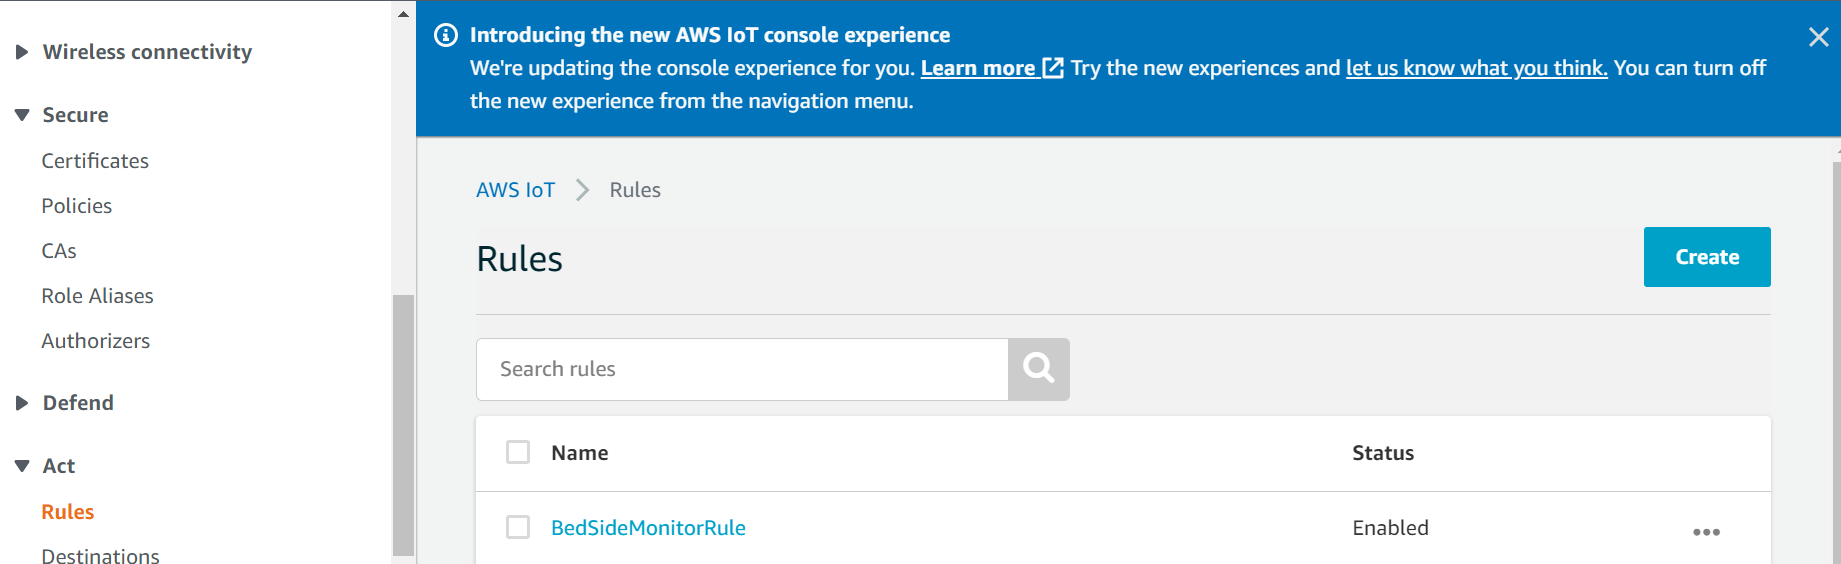 Wireless connectivity
Secure
Certificates
Policies
CAs
Role Aliases
Authorizers
Defend
Act
Rules
Destinations
Introducing the new AWS IoT console experience
We're updating the console experience for you. Learn more Try the new experiences and let us know what you think. You can turn off
the new experience from the navigation menu.
AWS IoT Rules
Rules
Create
Search rules
Name Status
BedSideMonitorRule Enabled